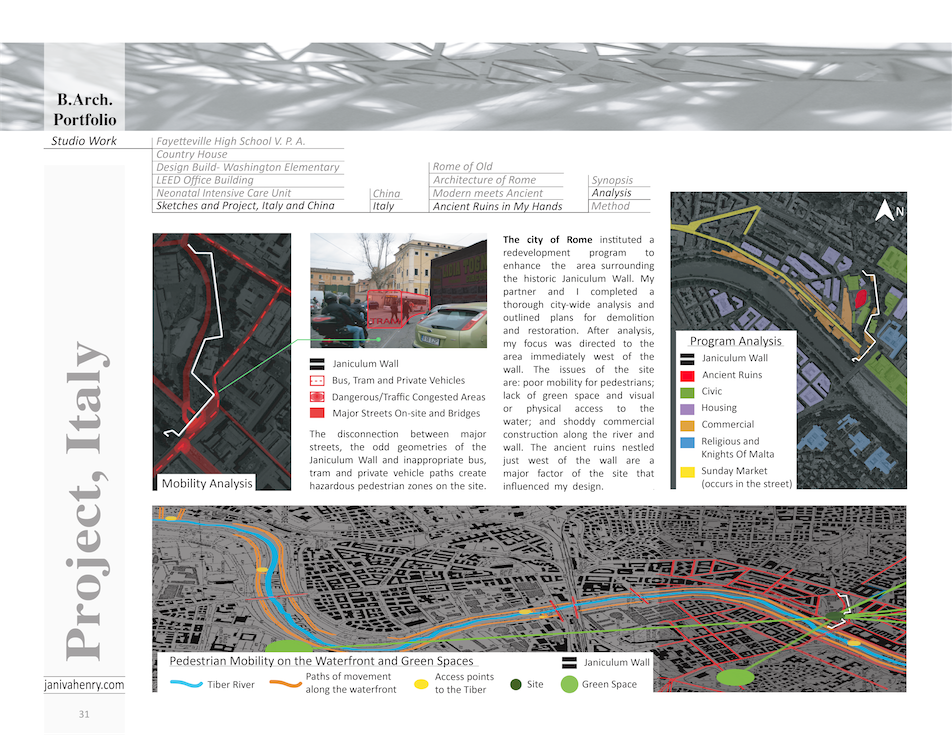 B.Arch.
Portfolio
Studio Work
Fayetteville High School V. P. A.
Country House
Design Build- Washington Elementary
LEED Office Building
Neonatal Intensive Care Unit
Sketches and Project, Italy and China
China
Italy
Rome of Old
Architecture of Rome
Modern meets Ancient
Ancient Ruins in My Hands
Synopsis
Analysis
Method
Project, Italy
janivahenry.com
31
Mobility Analysis
TRAM
Janiculum Wall
Bus, Tram and Private Vehicles
Dangerous/Traffic Congested Areas
Major Streets On-site and Bridges
The disconnection between major
streets, the odd geometries of the
Janiculum Wall and inappropriate bus,
tram and private vehicle paths create
hazardous pedestrian zones on the site.
The city of Rome instituted a
redevelopment program to
enhance the area surrounding
the historic Janiculum Wall. My
partner and I completed a
thorough city-wide analysis and
outlined plans for demolition
and restoration. After analysis,
my focus was directed to the
area immediately west of the
wall. The issues of the site
are: poor mobility for pedestrians;
lack of green space and visual
or physical access to the
water; and shoddy commercial
construction along the river and
wall. The ancient ruins nestled
just west of the wall are a
major factor of the site that
influenced my design.
N
Program Analysis
Janiculum Wall
Ancient Ruins
Civic
Housing
Commercial
Religious and
Knights Of Malta
Sunday Market
(occurs in the street)
Pedestrian Mobility on the Waterfront and Green Spaces
Janiculum Wall
Tiber River
Paths of movement
along the waterfront
Access points
to the Tiber
Site
Green Space